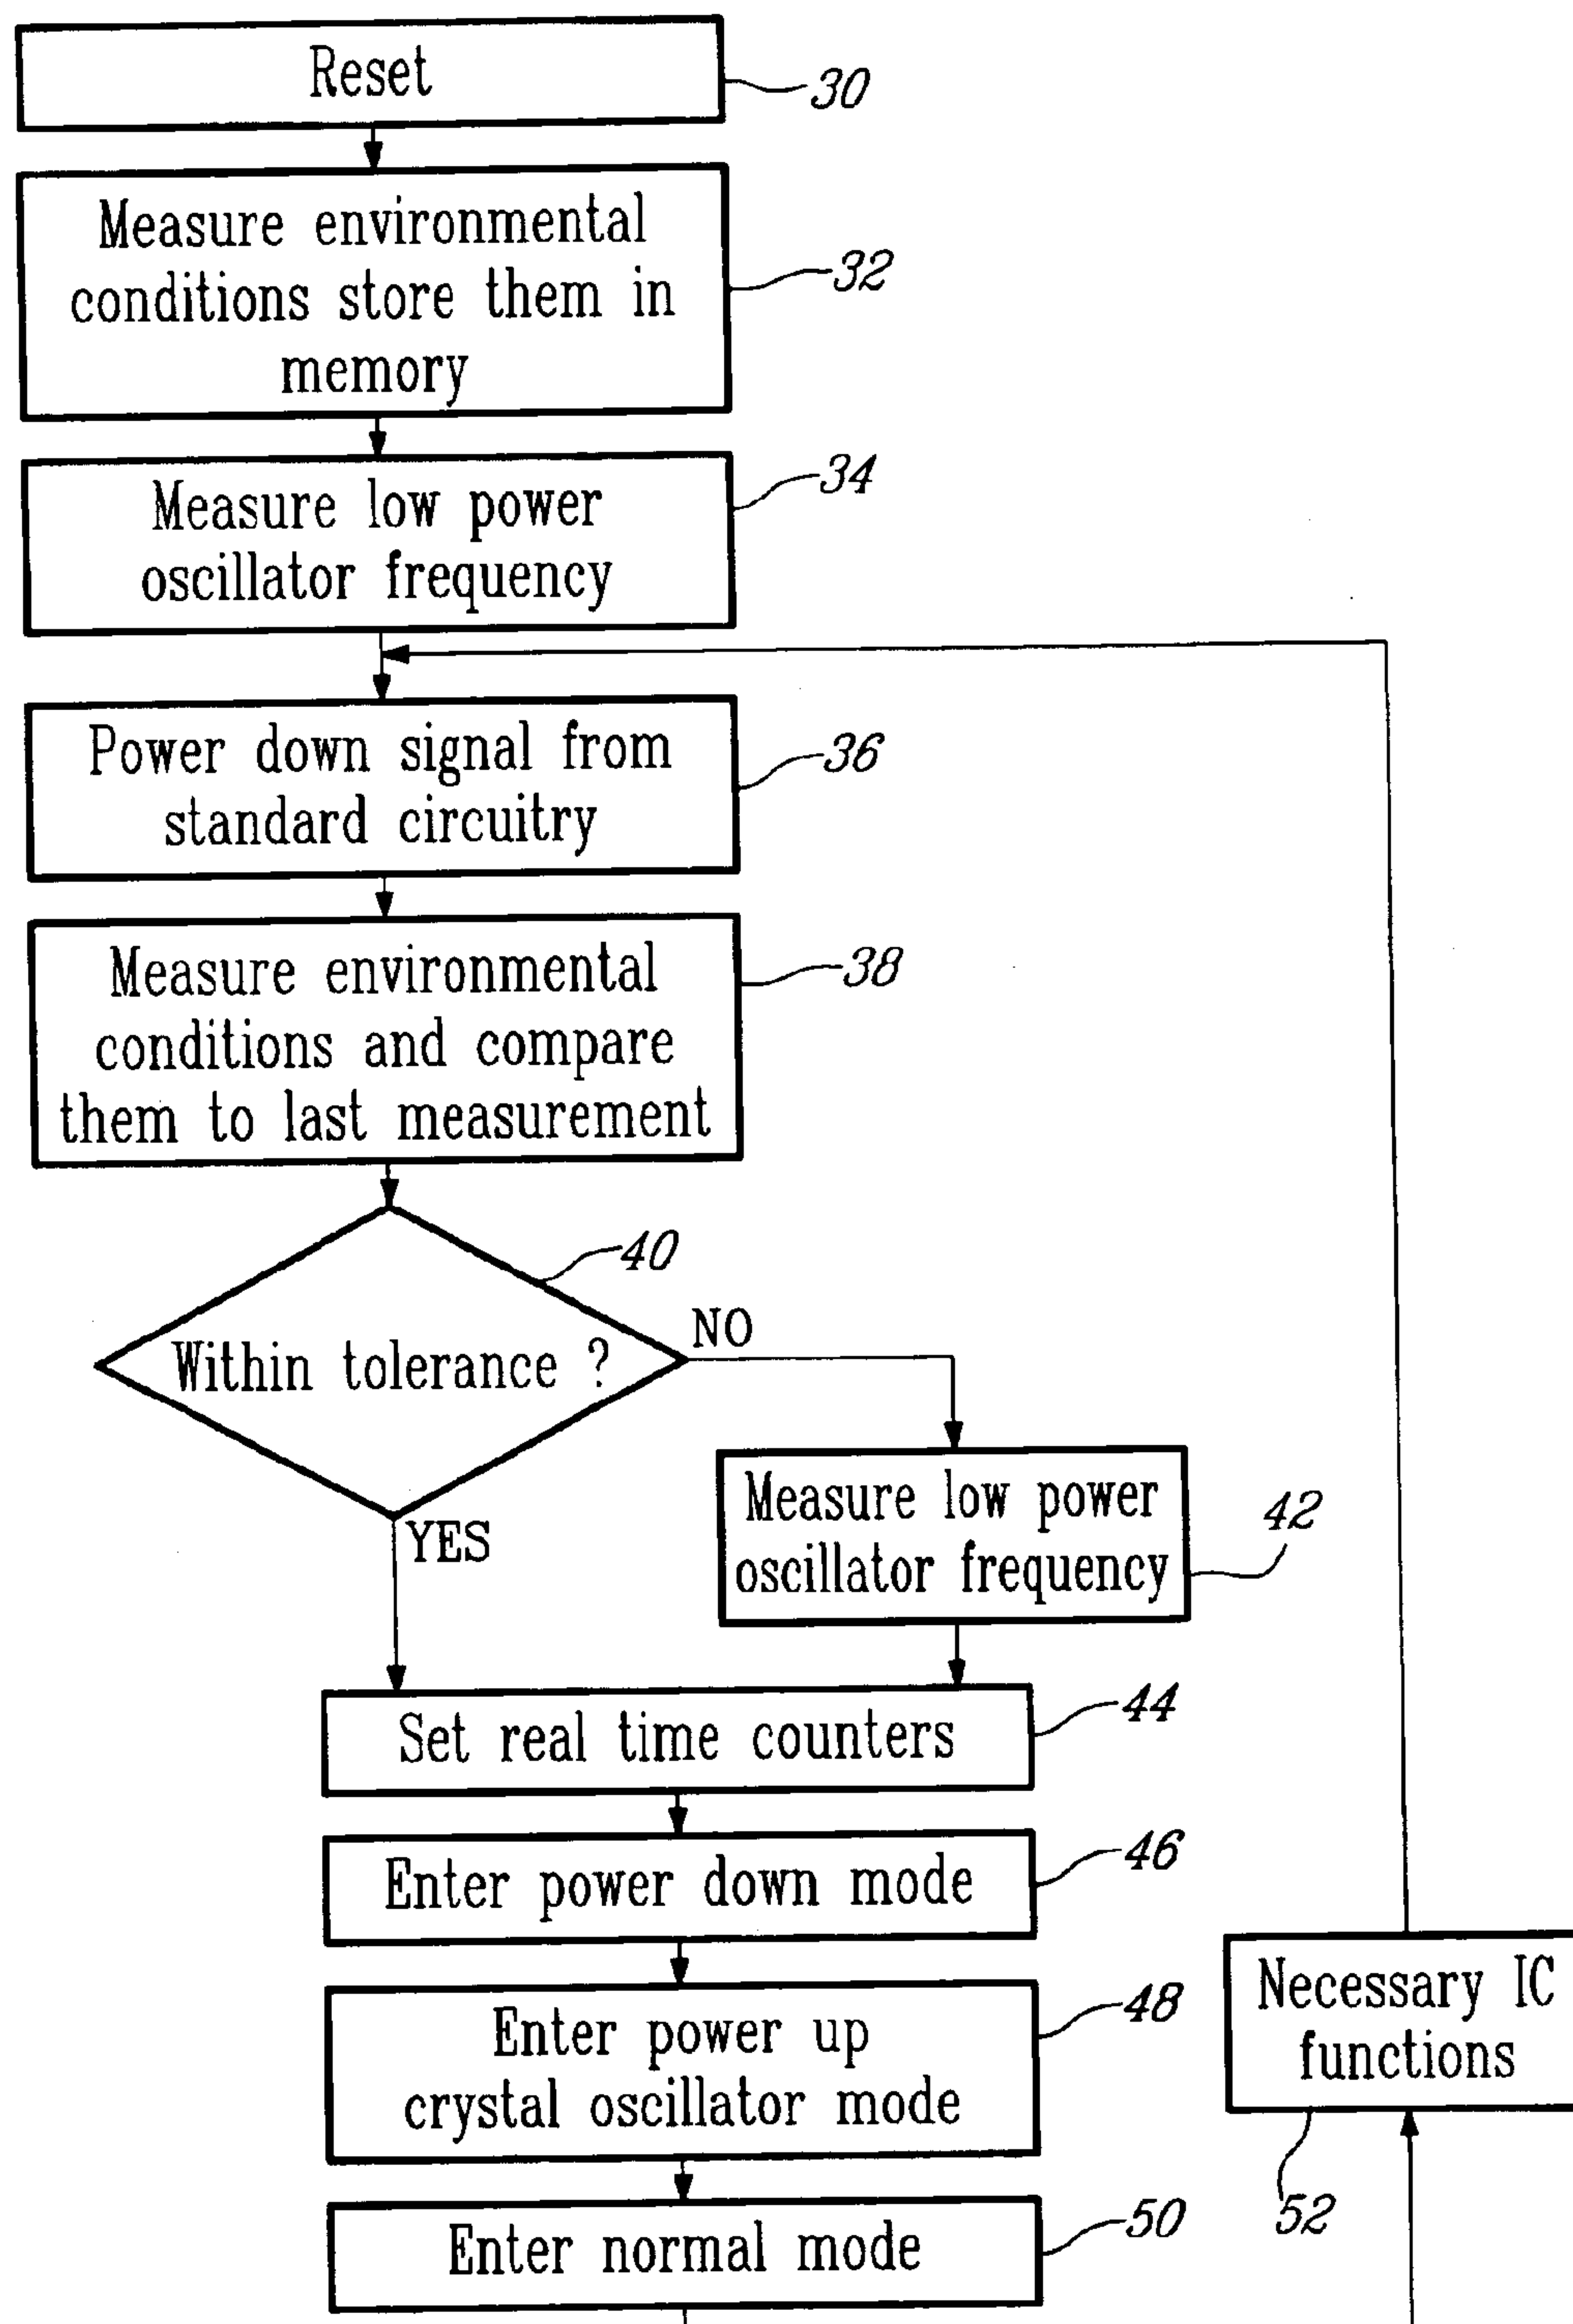 Reset
30
Measure environmental
conditions store them in
memory
32
Measure low power
oscillator frequency
34
Power down signal from
standard circuitry
36
Measure environmental
conditions and compare
them to last measurement
38
40
Within tolerance ?
NO
YES
Measure low power
oscillator frequency
42
Set real time counters
44
Enter power down mode
46
Enter power up
crystal oscillator mode
48
Necessary IC
functions
52
Enter normal mode
50